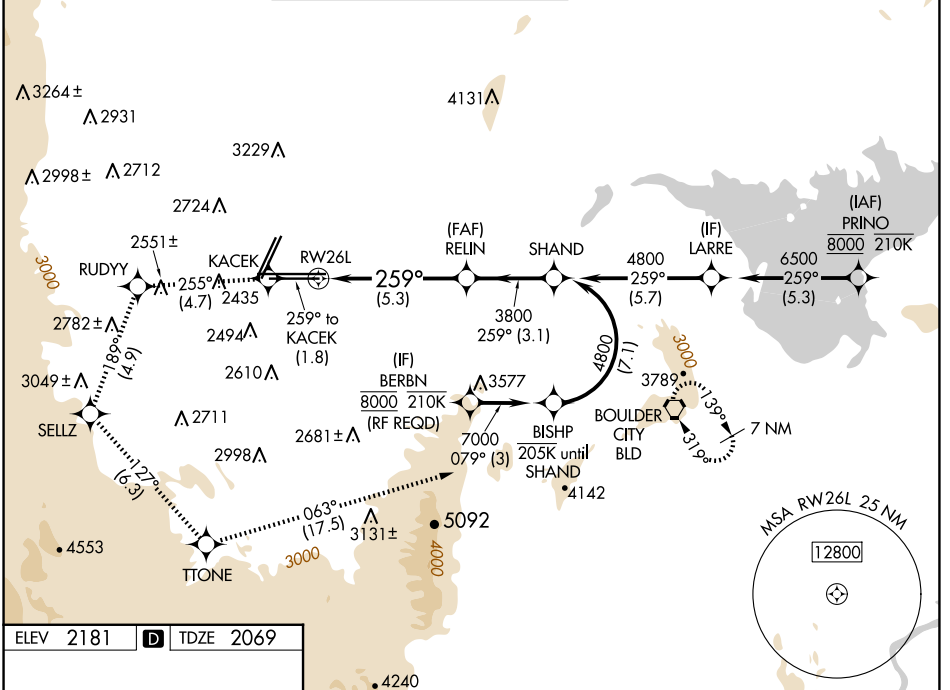 3264 ±
2931
4131
3229
2998 ±
2712
2724
(IAF)
PRINO
8000 210K
(FAF)
RELIN
SHAND
(IF)
LARRE
2551 ±
RUDYY
KACEK
RW26L
3000
255°
(4.7)
2435
259°
(5.3)
4800
259°
(5.7)
6500
259°
(5.3)
259° to
KACEK
(1.8)
3800
259° (3.1)
2782 ±
189°
(4.9)
2494
4800
(7.1)
3000
3049 ±
2610
(IF)
BERBN
8000 210K
(RF REQD)
3577
3789
139°
319°
7 NM
BOULDER
CITY
BLD
SELLZ
2711
2681 ±
2998
7000
079° (3)
BISHP
205K until
SHAND
4142
127°
(6.3)
063°
(17.5)
3131 ±
5092
4000
3000
4553
TTONE
MSA RW26L 25 NM
12800
ELEV 2181 D TDZE 2069
4240